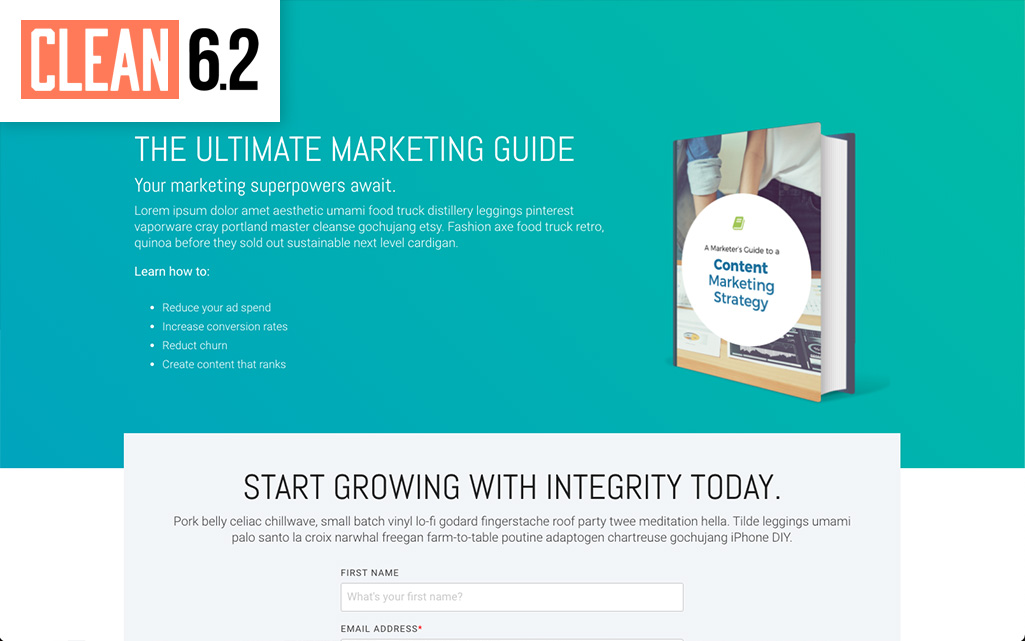 CLEAN 6.2
THE ULTIMATE MARKETING GUIDE
Your marketing superpowers await.
Lorem ipsum dolor amet aesthetic umami food truck distillery leggings pinterest
vaporware cray portland master cleanse gochujang etsy. Fashion axe food truck retro,
quinoa before they sold out sustainable next level cardigan.
Learn how to:
Reduce your ad spend
Increase conversion rates
Reduct churn
Create content that ranks
A Marketer's Guide to a
Content
Marketing
Strategy
START GROWING WITH INTEGRITY TODAY.
Pork belly celiac chillwave, small batch vinyl lo-fi godard fingerstache roof party twee meditation hella. Tilde leggings umami
palo santo la croix narwhal freegan farm-to-table poutine adaptogen chartreuse gochujang iPhone DIY.
FIRST NAME
What's your first name?
EMAIL ADDRESS*